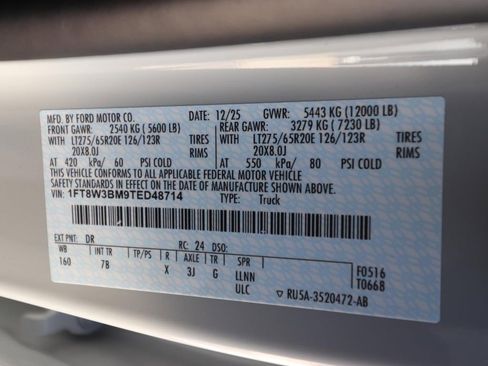 MFD. BY FORD MOTOR CO. DATE: 12/25 GVWR: 5443 KG (12000 LB)
FRONT GAWR: 2540 KG (5600 LB) REAR GAWR: 3279 KG (7230 LB)
WITH LT275/65R20E 126/123R TIRES WITH LT275/65R20E 126/123R TIRES
20X8.0J RIMS 20X8.0J RIMS
AT 420 kPa/ 60 PSI COLD AT 550 kPa/ 80 PSI COLD
THIS VEHICLE CONFORMS TO ALL APPLICABLE FEDERAL MOTOR VEHICLE
SAFETY STANDARDS IN EFFECT ON THE DATE OF MANUFACTURE SHOWN ABOVE.
VIN: 1FT8W3BM9TED48714 TYPE: Truck
EXT PNT: DR RC: 24 DSO: F0516
WB INT TR TP/PS R AXLE TR SPR T0668
160 7B X 3J G LLNN
ULC ▽ RU5A-3520472-AB